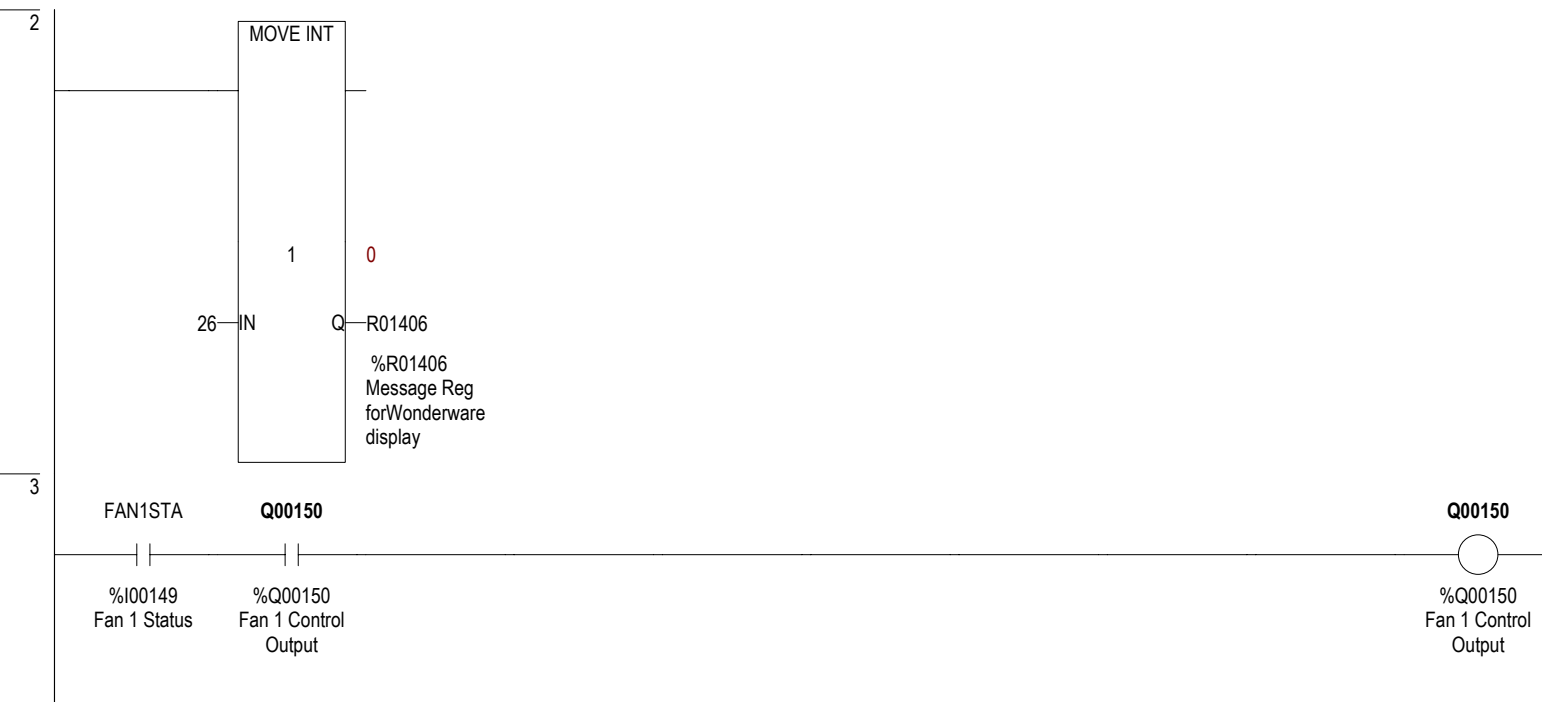 2
MOVE INT
1 0
26 IN Q R01406
%R01406
Message Reg
forWonderware
display
3
FAN1STA Q00150 Q00150
%I00149 %Q00150 %Q00150
Fan 1 Status Fan 1 Control Fan 1 Control
Output Output